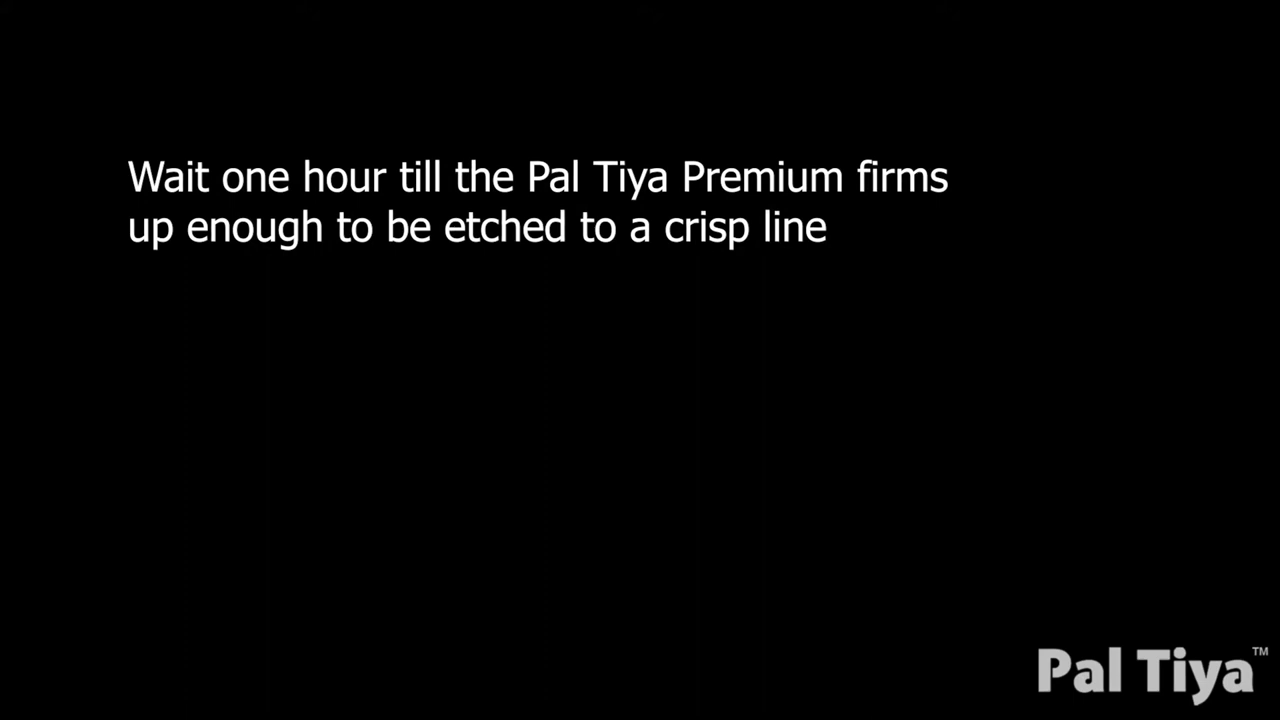 Wait one hour till the Pal Tiya Premium firms
up enough to be etched to a crisp line
Pal Tiya™